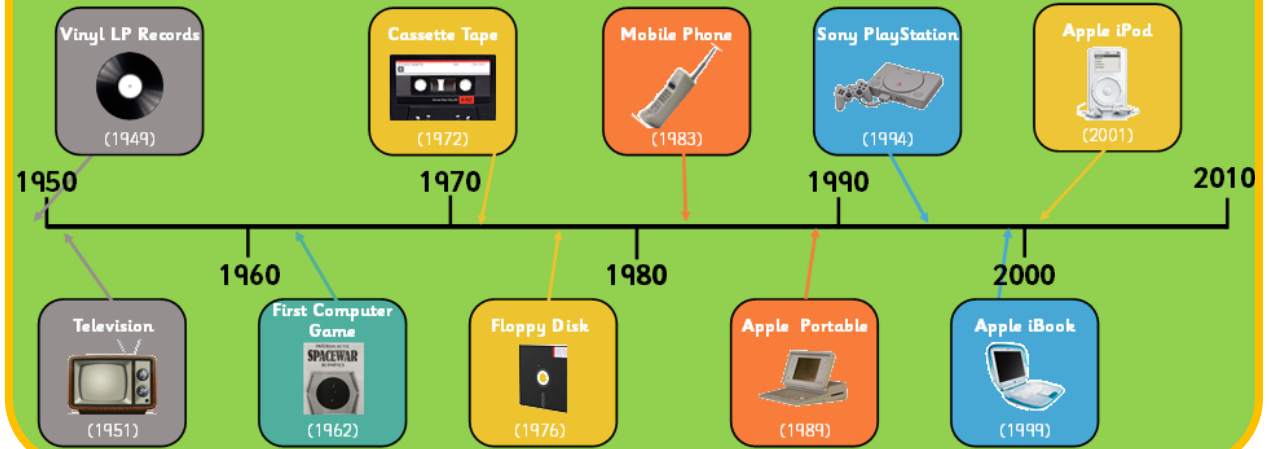 Vinyl LP Records
(1949)
Cassette Tape
(1972)
Mobile Phone
(1983)
Sony PlayStation
(1994)
Apple iPod
(2001)
1950
1970
1990
2010
1960
1980
2000
Television
(1951)
First Computer
Game
SPACEWAR
(1962)
Floppy Disk
(1976)
Apple Portable
(1989)
Apple iBook
(1999)